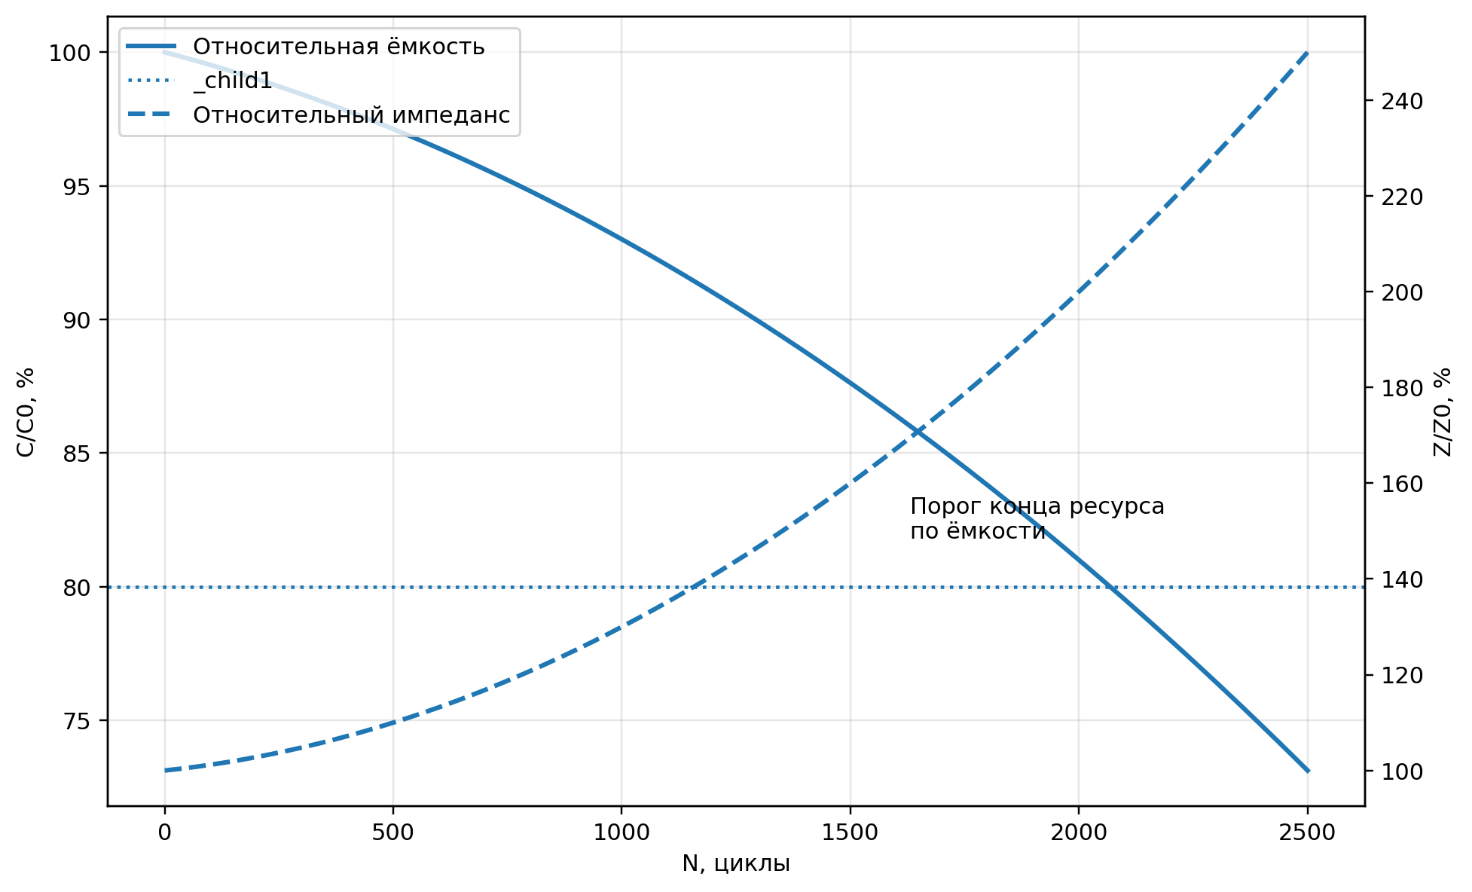 Относительная ёмкость
_child1
Относительный импеданс
100
95
90
85
80
75
C/C0, %
240
220
200
180
160
140
120
100
Z/Z0, %
Порог конца ресурса
по ёмкости
0
500
1000
1500
2000
2500
N, циклы